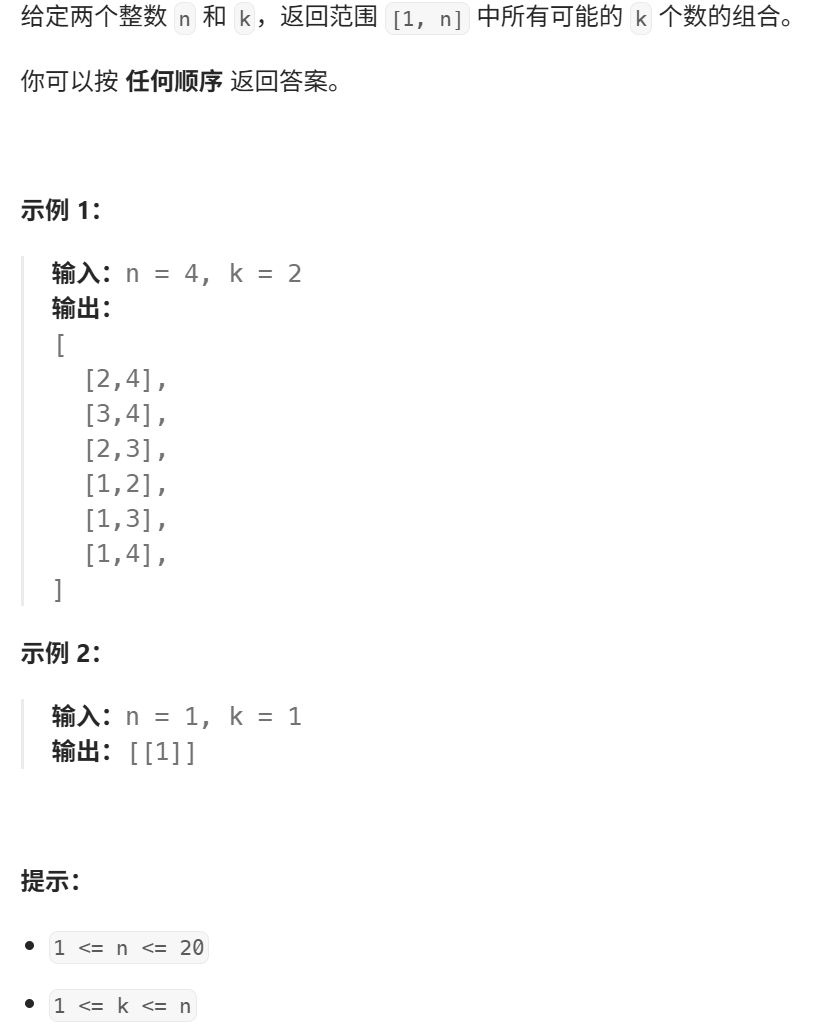 给定两个整数 n 和 k，返回范围 [1, n] 中所有可能的 k 个数的组合。
你可以按 任何顺序 返回答案。
示例 1：
输入：n = 4, k = 2
输出：
[
  [2,4],
  [3,4],
  [2,3],
  [1,2],
  [1,3],
  [1,4],
]
示例 2：
输入：n = 1, k = 1
输出：[[1]]
提示：
• 1 <= n <= 20
• 1 <= k <= n